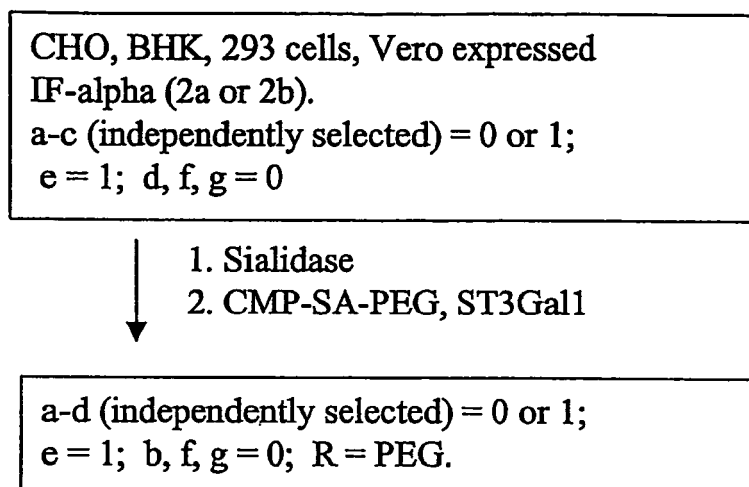 CHO, BHK, 293 cells, Vero expressed
IF-alpha (2a or 2b).
a-c (independently selected) = 0 or 1;
e = 1; d, f, g = 0
1. Sialidase
2. CMP-SA-PEG, ST3Gal1
a-d (independently selected) = 0 or 1;
e = 1; b, f, g = 0; R = PEG.